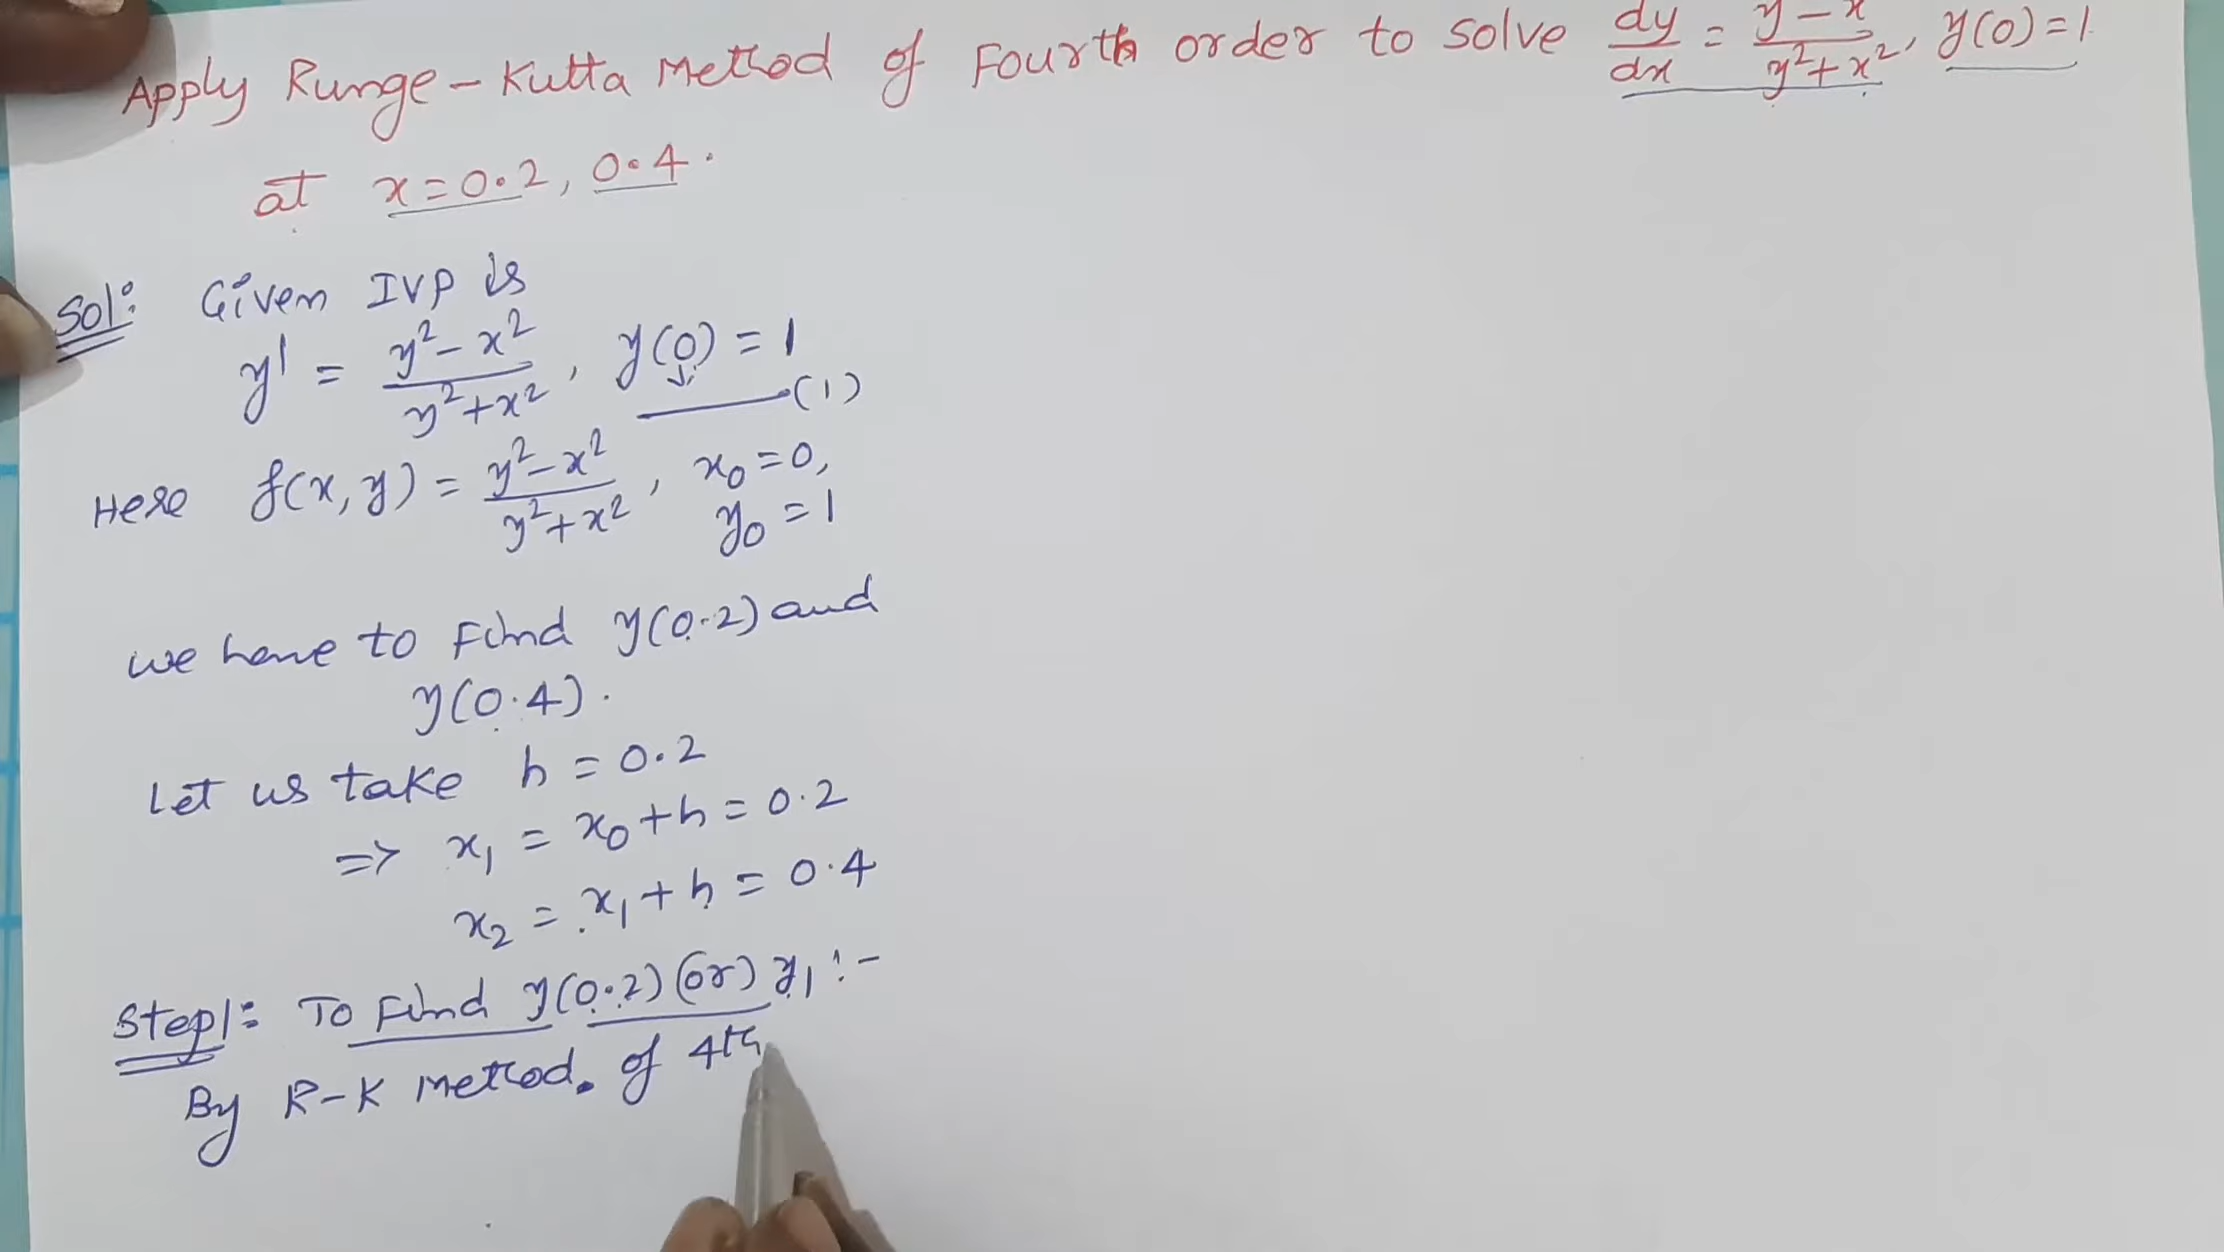 Apply Runge-Kutta Method of Fourth order to solve dy/dx = y-x/y²+x², y(0)=1.
at x=0.2, 0.4.
Sol: Given IVP is
y' = y²-x²/y²+x², y(0)=1
(1)
Here f(x,y) = y²-x²/y²+x², x₀=0,
y₀=1
we have to find y(0.2) and
y(0.4).
Let us take h=0.2
=> x₁ = x₀+h = 0.2
x₂ = x₁+h = 0.4
Step1: To Find y(0.2) (or) y₁ :-
By R-K Method. of 4th